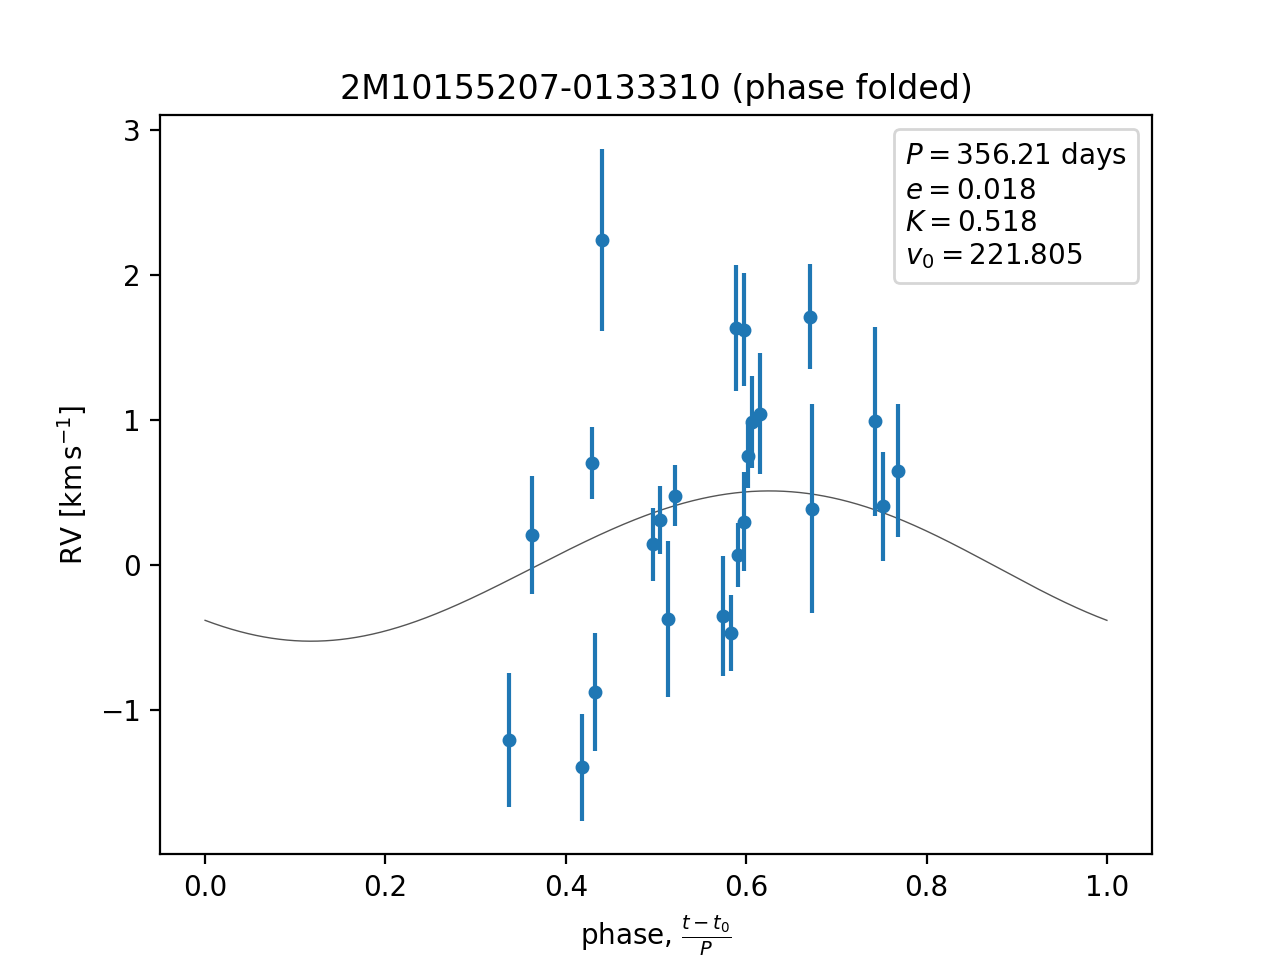 2M10155207-0133310 (phase folded)
P = 356.21 days
e = 0.018
K = 0.518
v₀ = 221.805
3
2
1
0
−1
RV [km s⁻¹]
0.0 0.2 0.4 0.6 0.8 1.0
phase, (t − t₀)/P